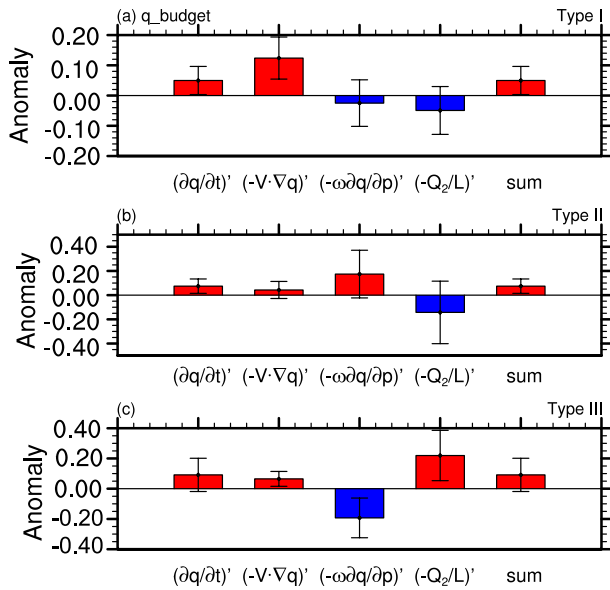 (a) q_budget Type I
0.20
0.10
0.00
-0.10
-0.20
Anomaly
(∂q/∂t)’ (-V·∇q)’ (-ω∂q/∂p)’ (-Q₂/L)’ sum
(b) Type II
0.40
0.20
0.00
-0.20
-0.40
Anomaly
(∂q/∂t)’ (-V·∇q)’ (-ω∂q/∂p)’ (-Q₂/L)’ sum
(c) Type III
0.40
0.20
0.00
-0.20
-0.40
Anomaly
(∂q/∂t)’ (-V·∇q)’ (-ω∂q/∂p)’ (-Q₂/L)’ sum